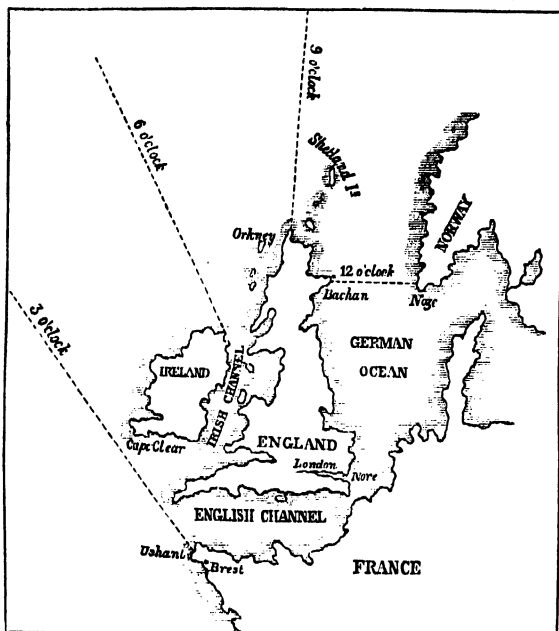 9 o'clock
6 o'clock
Shetland Is
NORWAY
Orkney
12 o'clock
Bachan
Naze
3 o'clock
GERMAN
OCEAN
IRELAND
IRISH CHANNEL
Cape Clear
ENGLAND
London
Nore
ENGLISH CHANNEL
Ushant
Brest
FRANCE